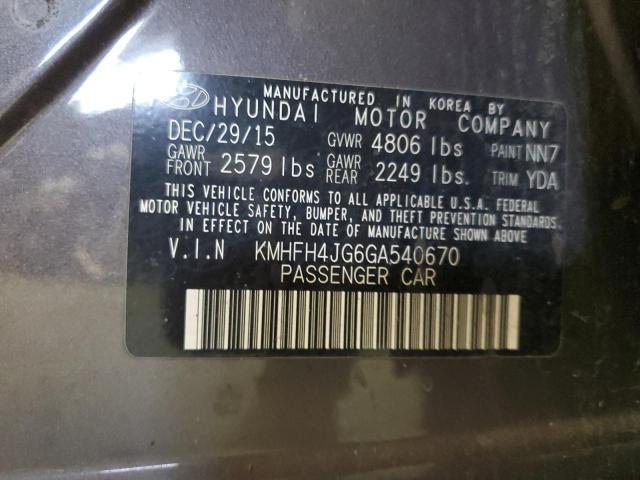 MANUFACTURED IN KOREA BY
HYUNDAI MOTOR COMPANY
DEC/29/15 GVWR 4806 lbs PAINT NN7
GAWR FRONT 2579 lbs GAWR REAR 2249 lbs. TRIM YDA
THIS VEHICLE CONFORMS TO ALL APPLICABLE U.S.A. FEDERAL
MOTOR VEHICLE SAFETY, BUMPER, AND THEFT PREVENTION STANDARDS
IN EFFECT ON THE DATE OF MANUFACTURE SHOWN ABOVE.
V.I.N KMHFH4JG6GA540670
PASSENGER CAR